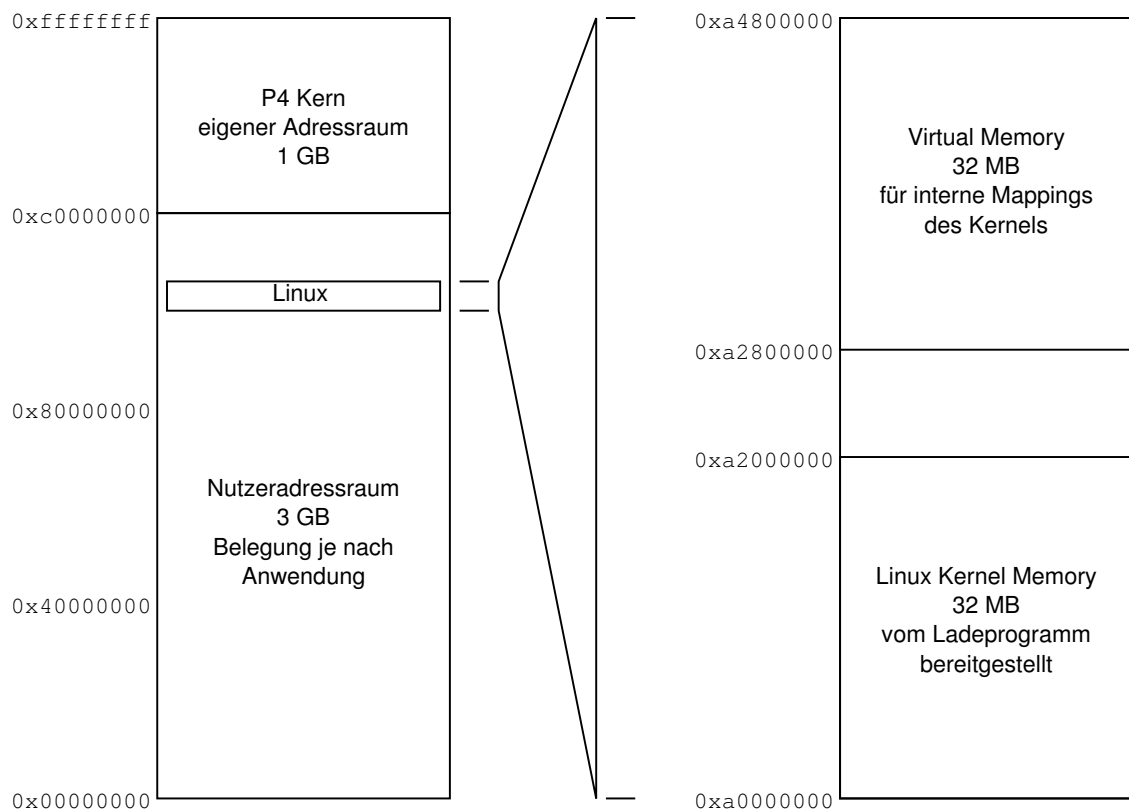 0xffffffff
P4 Kern
eigener Adressraum
1 GB
0xc0000000
Linux
0x80000000
Nutzeradressraum
3 GB
Belegung je nach
Anwendung
0x40000000
0x00000000
0xa4800000
Virtual Memory
32 MB
für interne Mappings
des Kernels
0xa2800000
0xa2000000
Linux Kernel Memory
32 MB
vom Ladeprogramm
bereitgestellt
0xa0000000